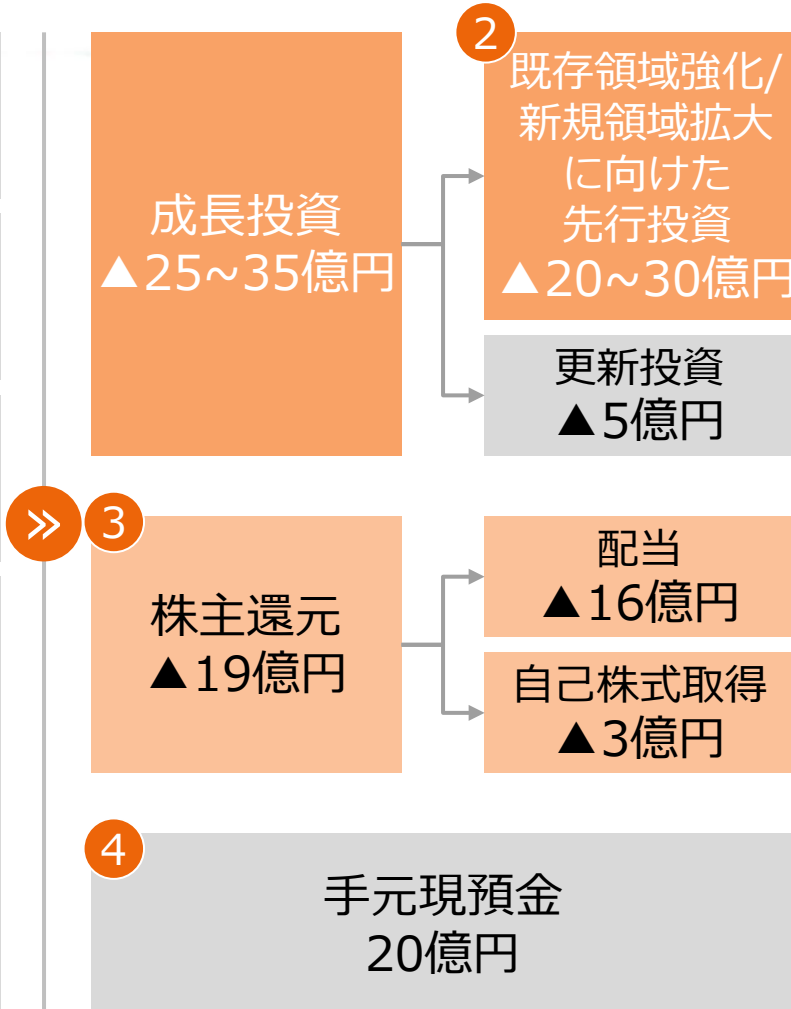 成長投資
▲25~35億円
2
既存領域強化/
新規領域拡大
に向けた
先行投資
▲20~30億円
更新投資
▲5億円
»
3
株主還元
▲19億円
配当
▲16億円
自己株式取得
▲3億円
4
手元現預金
20億円